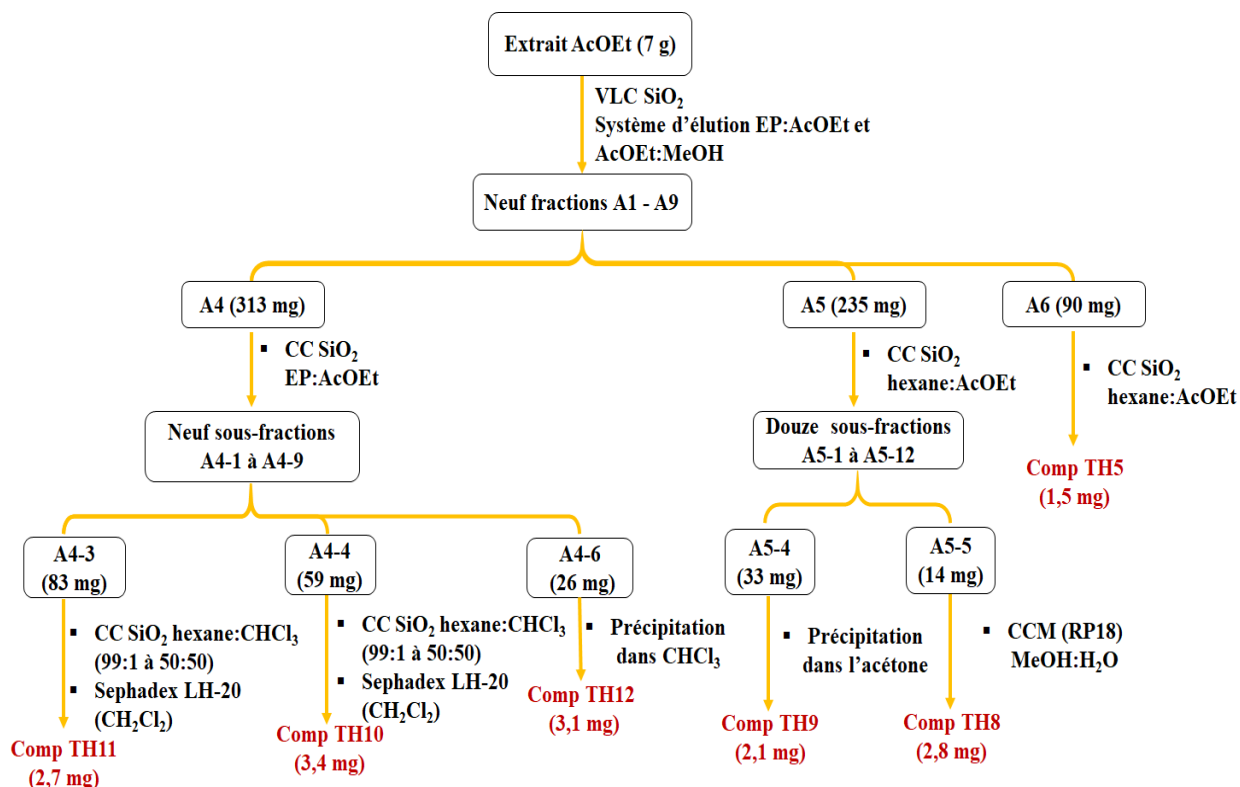 Extrait AcOEt (7 g)
VLC SiO₂
Système d’élution EP:AcOEt et
AcOEt:MeOH
Neuf fractions A1 - A9
A4 (313 mg)
A5 (235 mg)
A6 (90 mg)
▪ CC SiO₂
EP:AcOEt
▪ CC SiO₂
hexane:AcOEt
▪ CC SiO₂
hexane:AcOEt
Neuf sous-fractions
A4-1 à A4-9
Douze sous-fractions
A5-1 à A5-12
Comp TH5
(1,5 mg)
A4-3
(83 mg)
A4-4
(59 mg)
A4-6
(26 mg)
A5-4
(33 mg)
A5-5
(14 mg)
▪ CC SiO₂ hexane:CHCl₃
(99:1 à 50:50)
▪ Sephadex LH-20
(CH₂Cl₂)
▪ CC SiO₂ hexane:CHCl₃
(99:1 à 50:50)
▪ Sephadex LH-20
(CH₂Cl₂)
▪ Précipitation
dans CHCl₃
▪ Précipitation
dans l’acétone
▪ CCM (RP18)
MeOH:H₂O
Comp TH11
(2,7 mg)
Comp TH10
(3,4 mg)
Comp TH12
(3,1 mg)
Comp TH9
(2,1 mg)
Comp TH8
(2,8 mg)